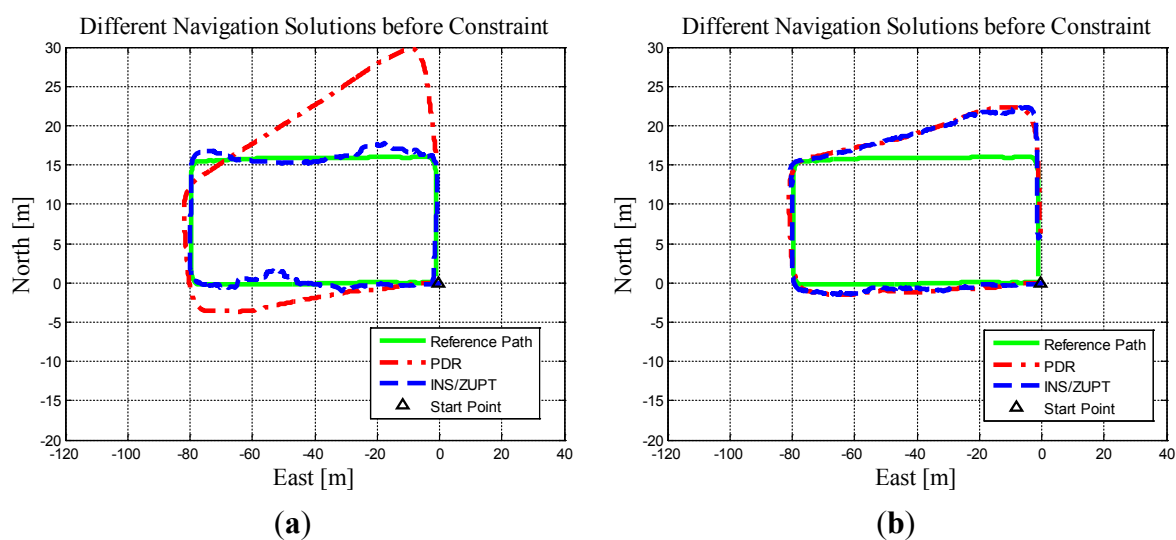 Different Navigation Solutions before Constraint
30
25
20
15
10
5
0
-5
-10
-15
-20
North [m]
Reference Path
PDR
INS/ZUPT
Start Point
-120 -100 -80 -60 -40 -20 0 20 40
East [m]
(a)
Different Navigation Solutions before Constraint
30
25
20
15
10
5
0
-5
-10
-15
-20
North [m]
Reference Path
PDR
INS/ZUPT
Start Point
-120 -100 -80 -60 -40 -20 0 20 40
East [m]
(b)